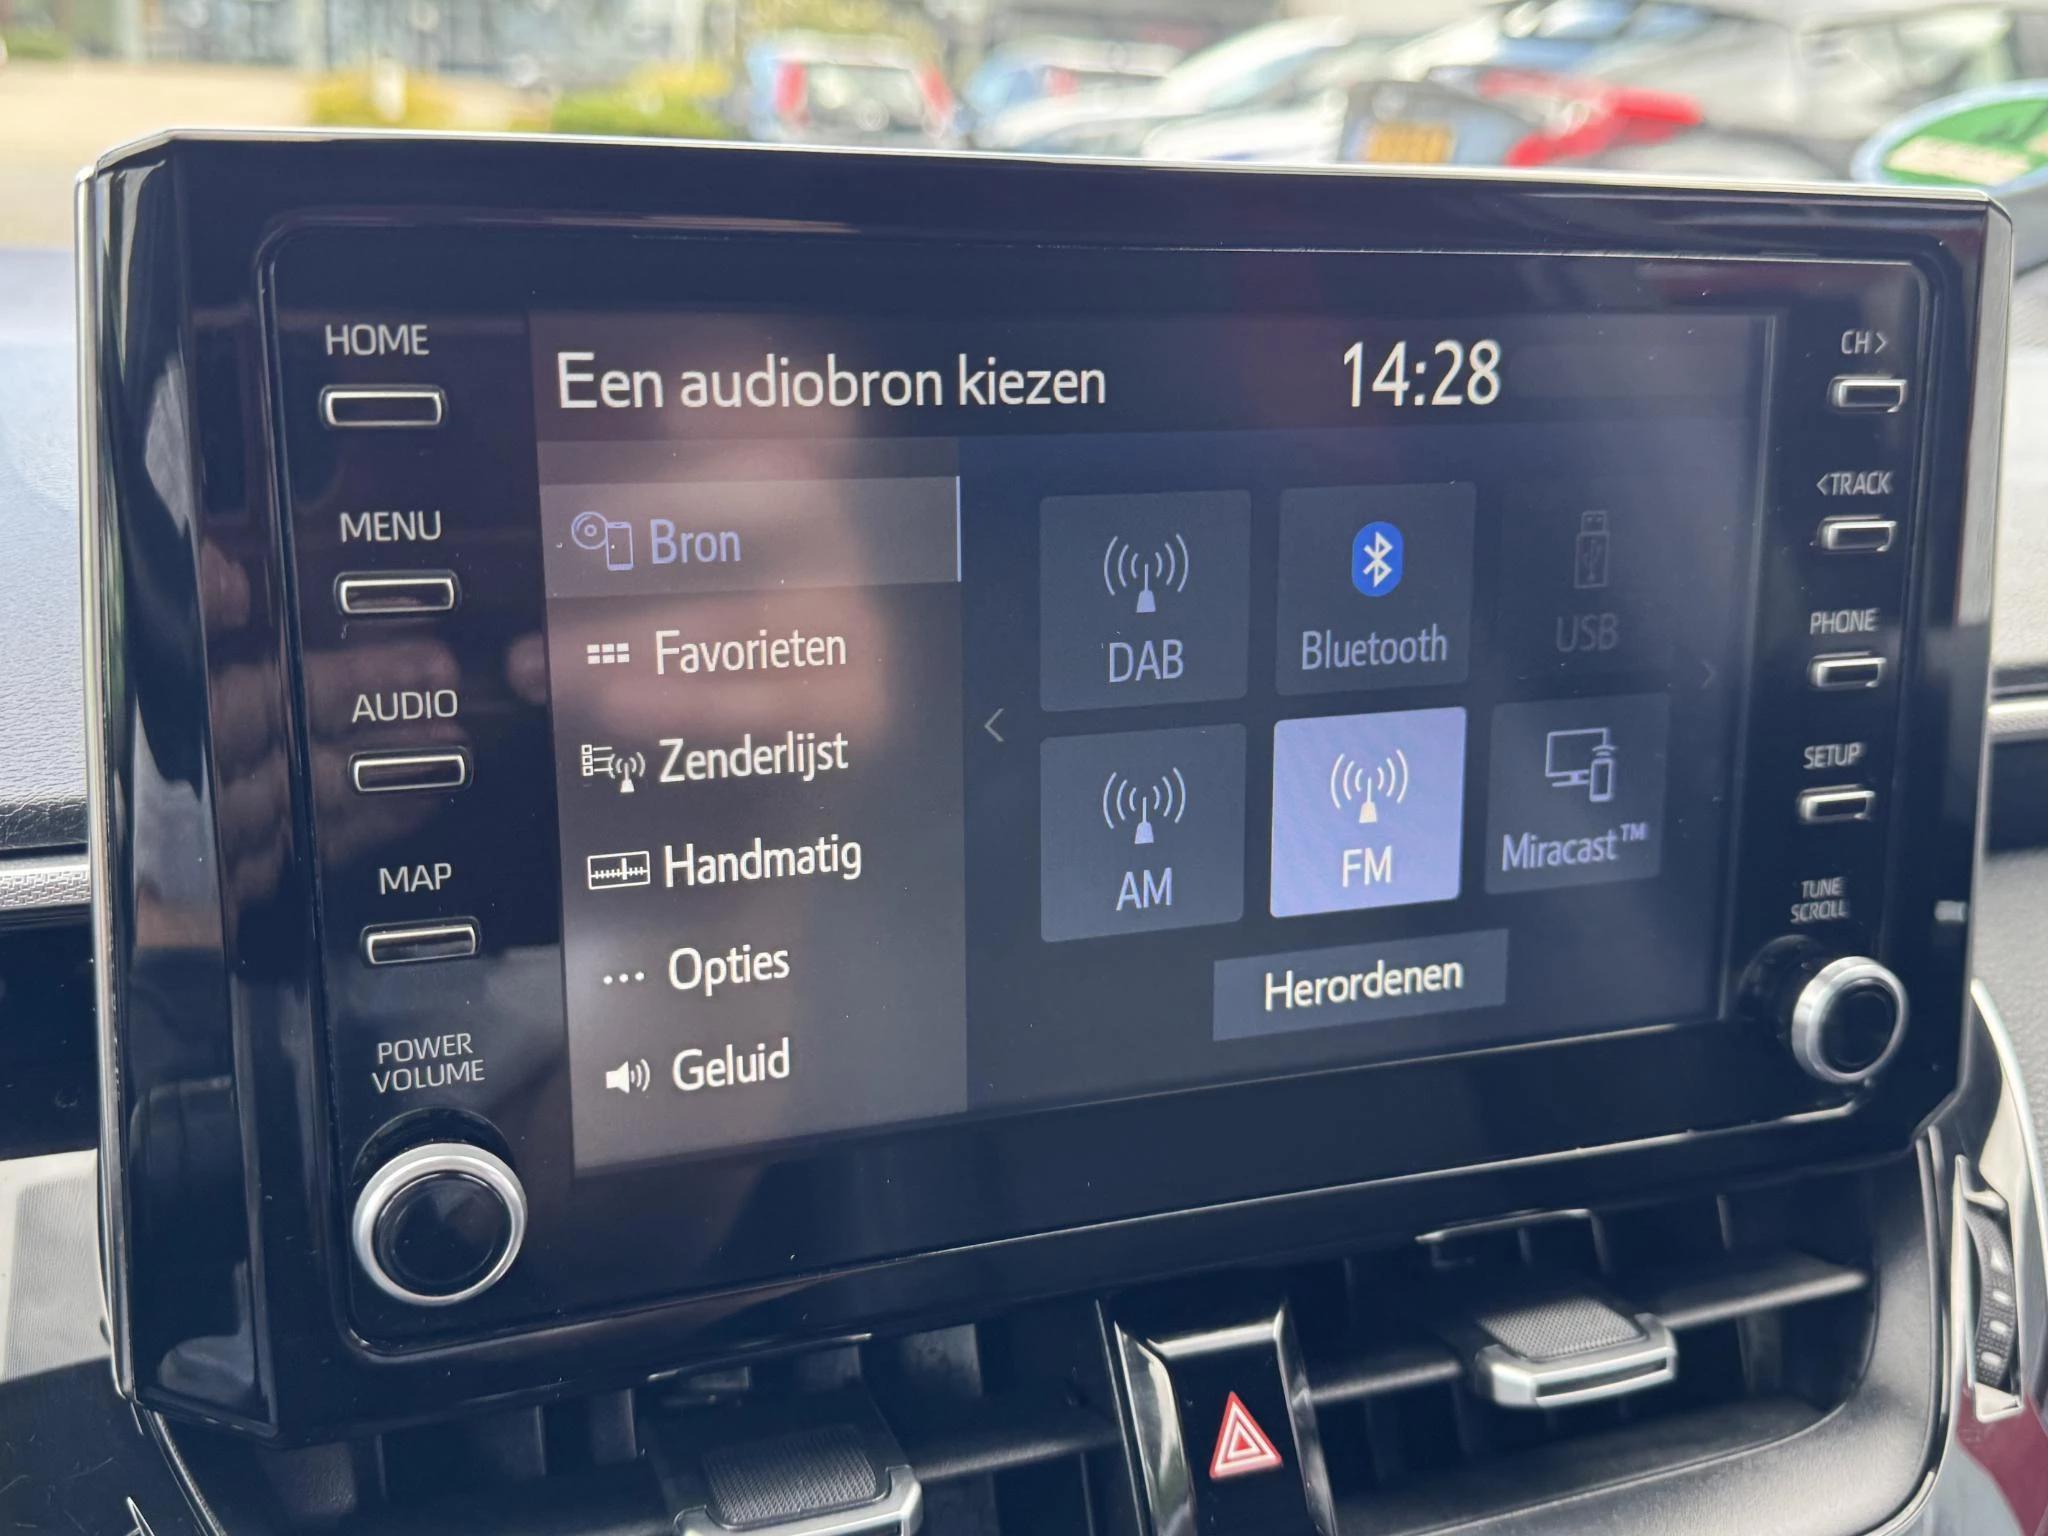 HOME
MENU
AUDIO
MAP
POWER
VOLUME
Een audiobron kiezen
14:28
Bron
Favorieten
Zenderlijst
Handmatig
Opties
Geluid
DAB
Bluetooth
USB
AM
FM
Miracast™
Herordenen
CH>
<TRACK
PHONE
SETUP
TUNE
SCROLL